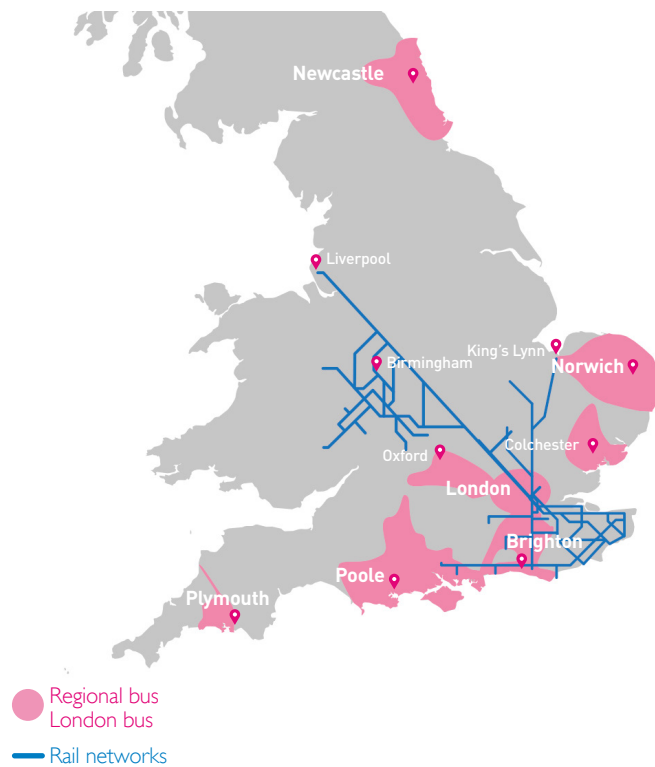 Newcastle
Liverpool
King's Lynn
Birmingham
Norwich
Colchester
Oxford
London
Brighton
Poole
Plymouth
Regional bus
London bus
Rail networks